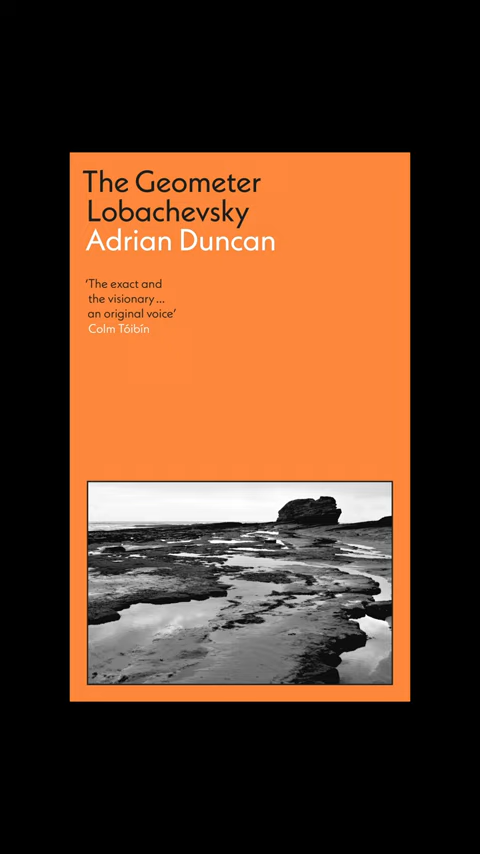 The Geometer
Lobachevsky
Adrian Duncan
‘The exact and
the visionary ...
an original voice’
Colm Tóibín